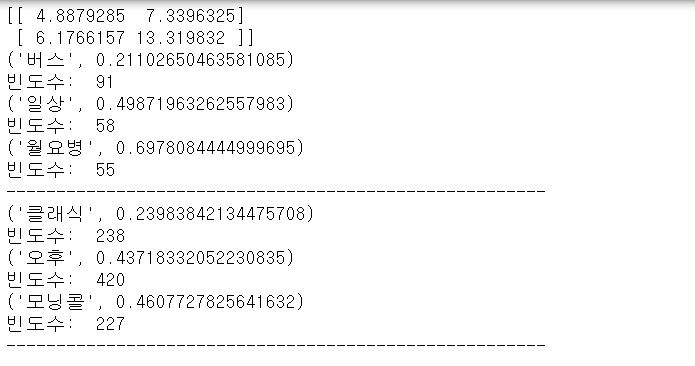 [[ 4.8879285  7.3396325]
 [ 6.1766157 13.319832 ]]
('버스', 0.21102650463581085)
빈도수:  91
('일상', 0.49871963262557983)
빈도수:  58
('월요병', 0.6978084444999695)
빈도수:  55
------------------------------------------------------
('클래식', 0.23983842134475708)
빈도수:  238
('오후', 0.43718332052230835)
빈도수:  420
('모닝콜', 0.4607727825641632)
빈도수:  227
------------------------------------------------------